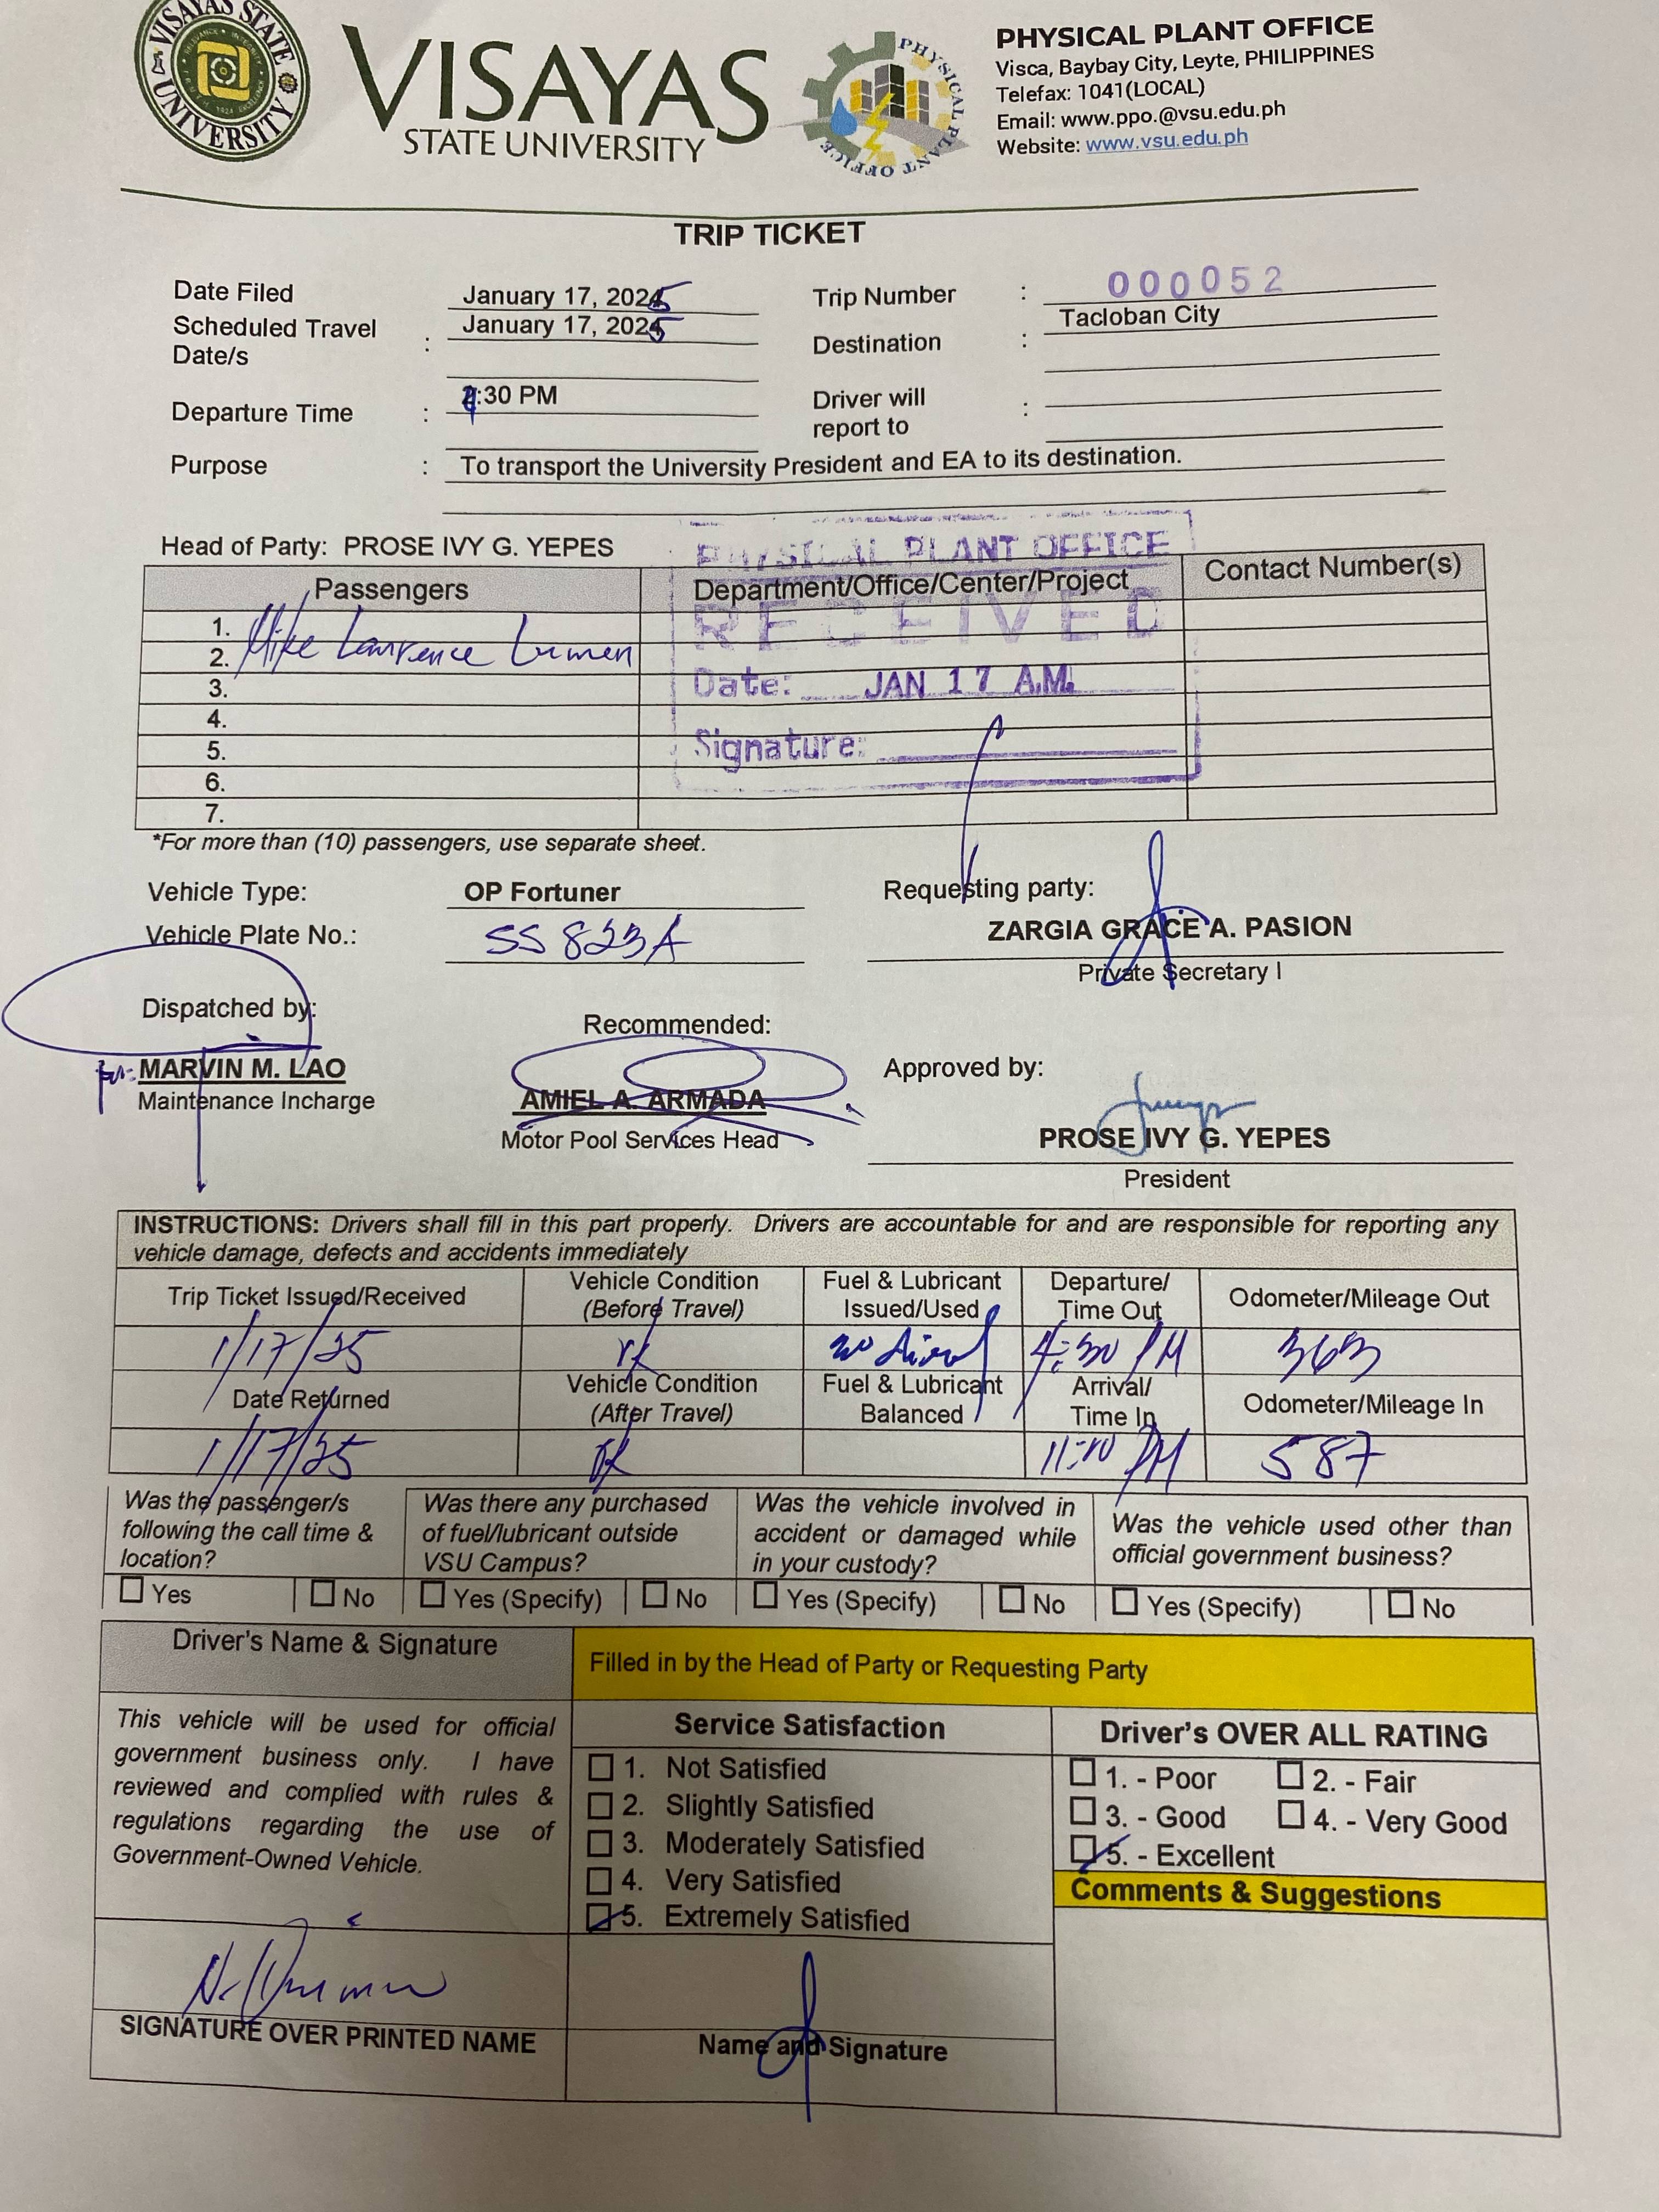 VISAYAS STATE UNIVERSITY
VISAYAS
STATE UNIVERSITY
PHYSICAL PLANT OFFICE
PHYSICAL PLANT OFFICE
Visca, Baybay City, Leyte, PHILIPPINES
Telefax: 1041(LOCAL)
Email: www.ppo.@vsu.edu.ph
Website: www.vsu.edu.ph
TRIP TICKET
Date Filed January 17, 2025 Trip Number : 000052
Scheduled Travel Date/s : January 17, 2025 Destination : Tacloban City
Departure Time : :30 PM Driver will report to :
Purpose : To transport the University President and EA to its destination.
Head of Party: PROSE IVY G. YEPES
PHYSICAL PLANT OFFICE
RECEIVED
Date: JAN 17 A.M.
Signature:
Passengers Department/Office/Center/Project Contact Number(s)
1.
2. Mike Lawrence
3.
4.
5.
6.
7.
*For more than (10) passengers, use separate sheet.
Vehicle Type: OP Fortuner Requesting party:
Vehicle Plate No.: SS 823A ZARGIA GRACE A. PASION
Private Secretary I
Dispatched by: Recommended: Approved by:
for: MARVIN M. LAO AMIEL A. ARMADA PROSE IVY G. YEPES
Maintenance Incharge Motor Pool Services Head President
INSTRUCTIONS: Drivers shall fill in this part properly. Drivers are accountable for and are responsible for reporting any
vehicle damage, defects and accidents immediately
Trip Ticket Issued/Received Vehicle Condition (Before Travel) Fuel & Lubricant Issued/Used Departure/ Time Out Odometer/Mileage Out
1/17/25 4:30 PM 363
Date Returned Vehicle Condition (After Travel) Fuel & Lubricant Balanced Arrival/ Time In Odometer/Mileage In
1/17/25 ok 11:10 PM 587
Was the passenger/s following the call time & location? Was there any purchased of fuel/lubricant outside VSU Campus? Was the vehicle involved in accident or damaged while in your custody? Was the vehicle used other than official government business?
Yes No Yes (Specify) No Yes (Specify) No Yes (Specify) No
Driver's Name & Signature Filled in by the Head of Party or Requesting Party
This vehicle will be used for official
government business only. I have
reviewed and complied with rules &
regulations regarding the use of
Government-Owned Vehicle.
Service Satisfaction
1. Not Satisfied
2. Slightly Satisfied
3. Moderately Satisfied
4. Very Satisfied
5. Extremely Satisfied
Driver's OVER ALL RATING
1. - Poor 2. - Fair
3. - Good 4. - Very Good
5. - Excellent
Comments & Suggestions
SIGNATURE OVER PRINTED NAME Name and Signature